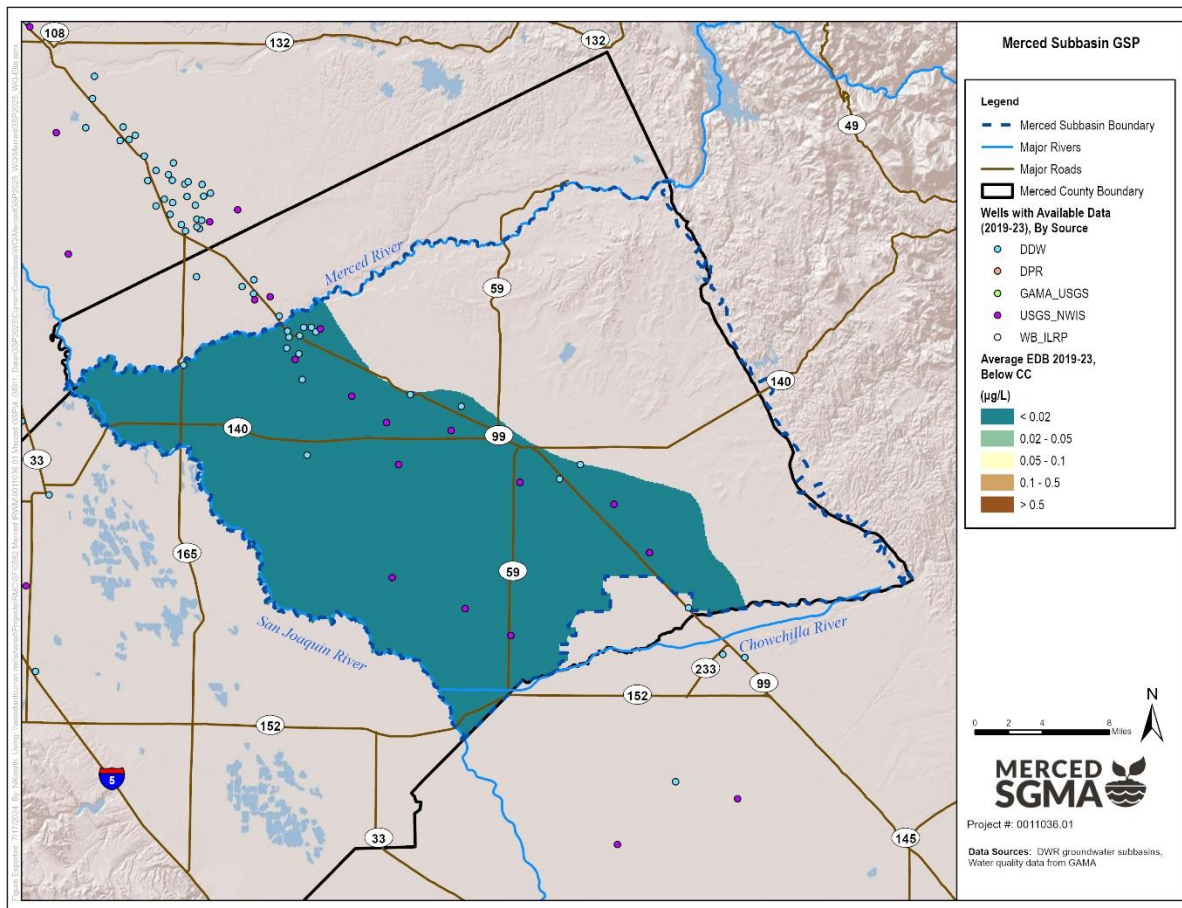 108
132
132
49
Merced River
59
140
140
99
33
165
59
San Joaquin River
Chowchilla River
233
99
152
152
5
33
145
Merced Subbasin GSP
Legend
Merced Subbasin Boundary
Major Rivers
Major Roads
Merced County Boundary
Wells with Available Data
(2019-23), By Source
DDW
DPR
GAMA_USGS
USGS_NWIS
WB_ILRP
Average EDB 2019-23,
Below CC
(µg/L)
< 0.02
0.02 - 0.05
0.05 - 0.1
0.1 - 0.5
> 0.5
N
0 2 4 8
Miles
MERCED
SGMA
Project #: 0011036.01
Data Sources: DWR groundwater subbasins,
Water quality data from GAMA